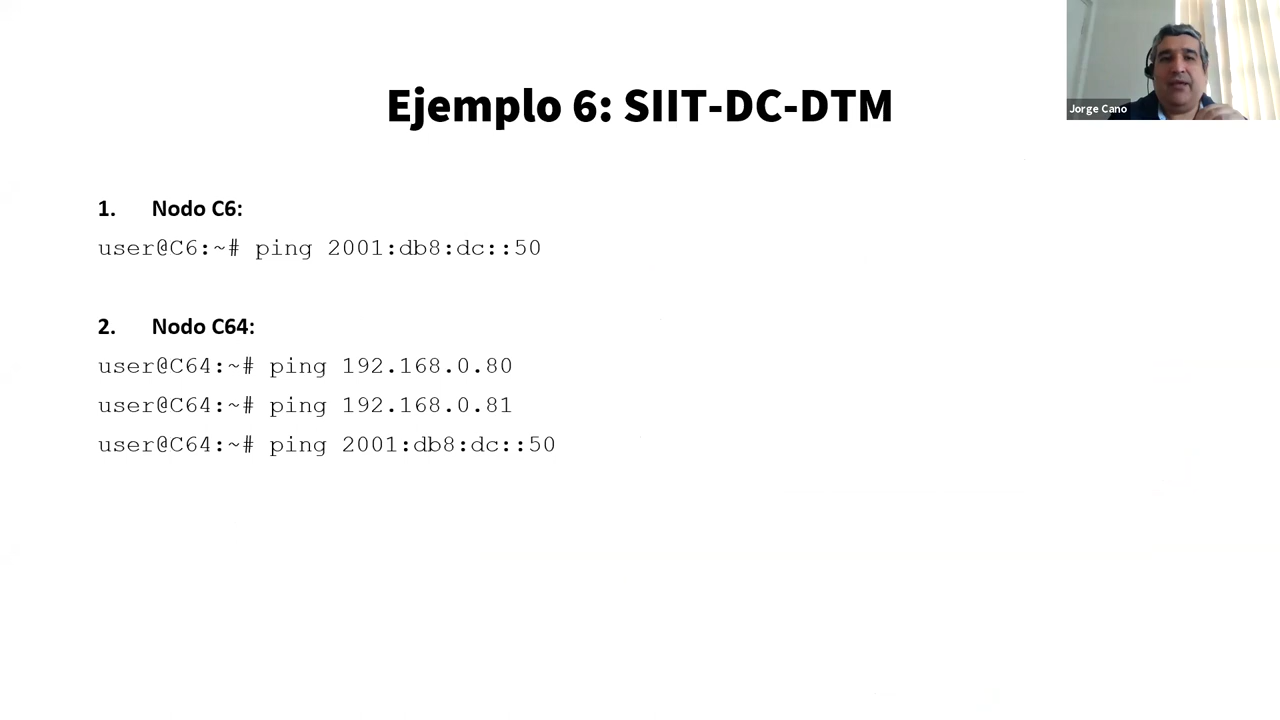 Jorge Cano
Ejemplo 6: SIIT-DC-DTM
1. Nodo C6:
user@C6:~# ping 2001:db8:dc::50
2. Nodo C64:
user@C64:~# ping 192.168.0.80
user@C64:~# ping 192.168.0.81
user@C64:~# ping 2001:db8:dc::50